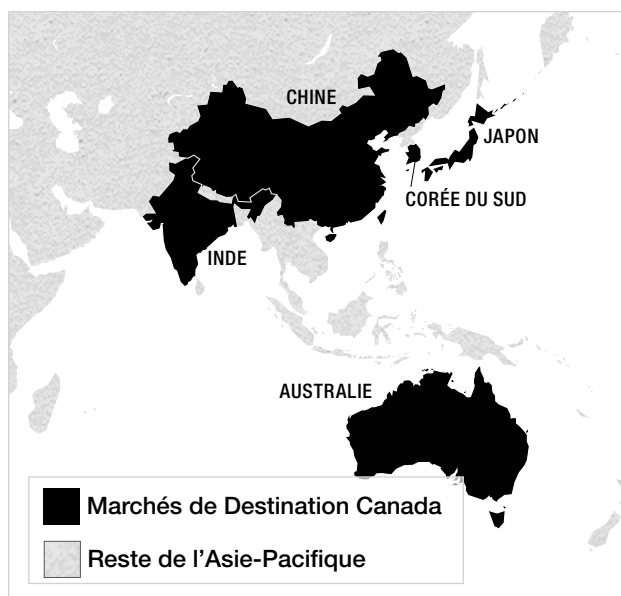 CHINE
JAPON
CORÉE DU SUD
INDE
AUSTRALIE
Marchés de Destination Canada
Reste de l'Asie-Pacifique